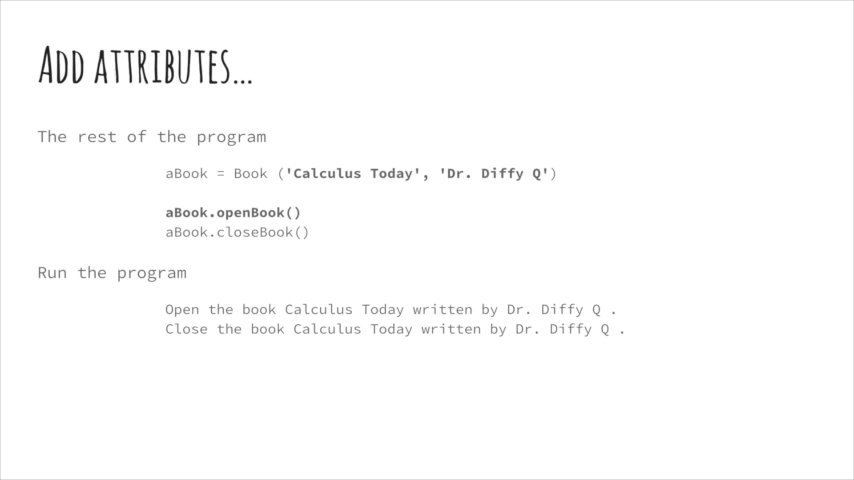 ADD ATTRIBUTES...
The rest of the program
aBook = Book ('Calculus Today', 'Dr. Diffy Q')
aBook.openBook()
aBook.closeBook()
Run the program
Open the book Calculus Today written by Dr. Diffy Q .
Close the book Calculus Today written by Dr. Diffy Q .